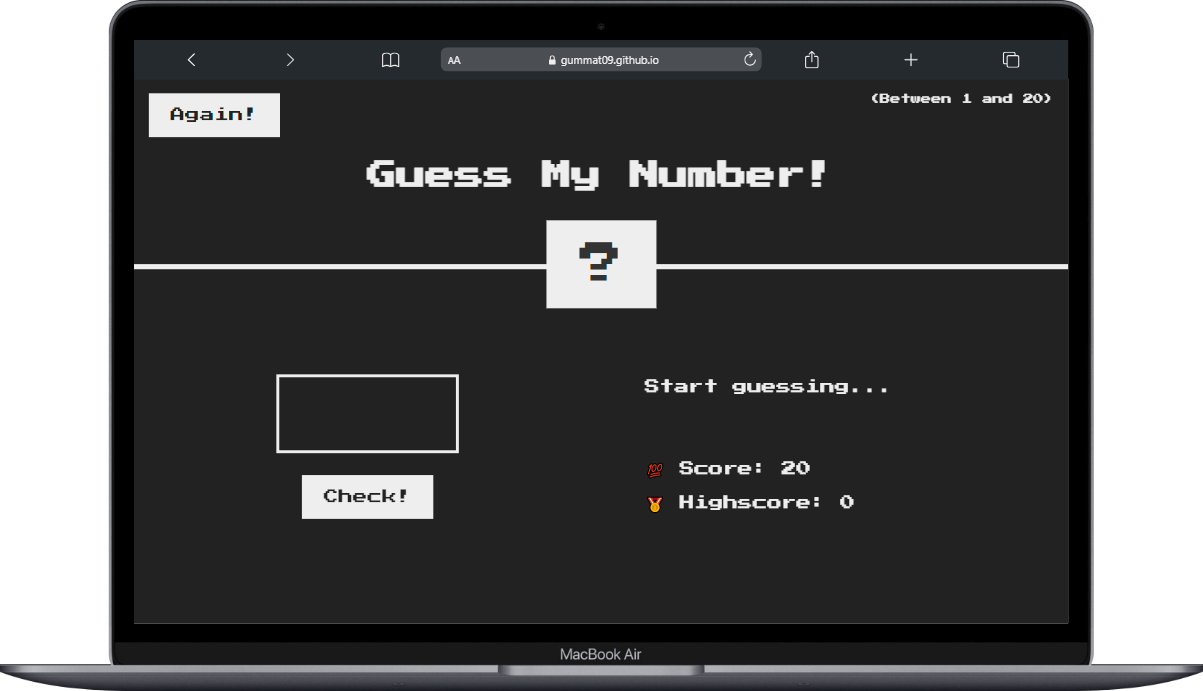 AA gummat09.github.io
Again!
(Between 1 and 20)
Guess My Number!
?
Start guessing...
Check!
💯 Score: 20
🥇 Highscore: 0
MacBook Air